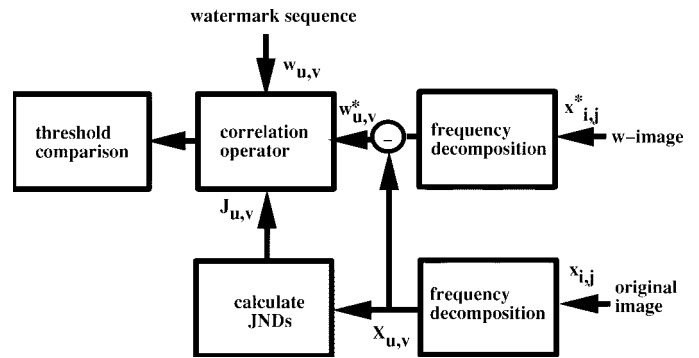 watermark sequence
w_{u,v}
threshold comparison
correlation operator
w^*_{u,v}
-
frequency decomposition
x^*_{i,j}
w-image
J_{u,v}
calculate JNDs
X_{u,v}
frequency decomposition
x_{i,j}
original image